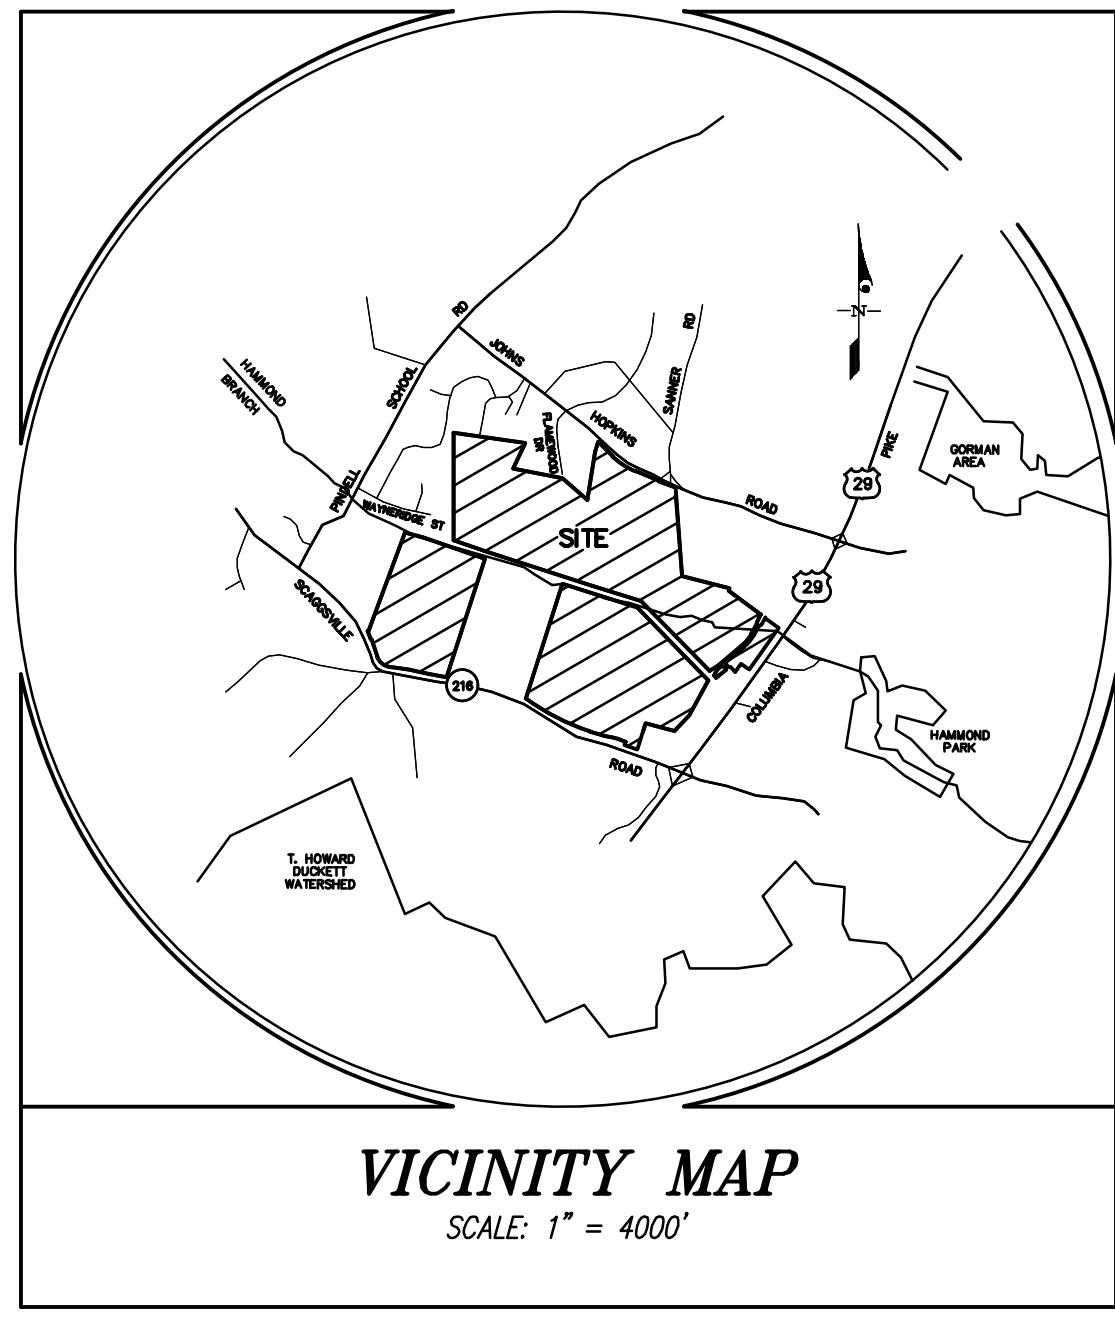 RD
JOHNS
SANNER RD
HAMMOND
BRANCH
SCHOOL
FLAMEWOOD
DR
HOPKINS
PIKE
GORMAN
AREA
29
PINDELL
WAYNERIDGE ST
ROAD
SITE
29
SCAGGSVILLE
216
COLUMBIA
HAMMOND
PARK
ROAD
T. HOWARD
DUCKETT
WATERSHED
N
VICINITY MAP
SCALE: 1" = 4000'